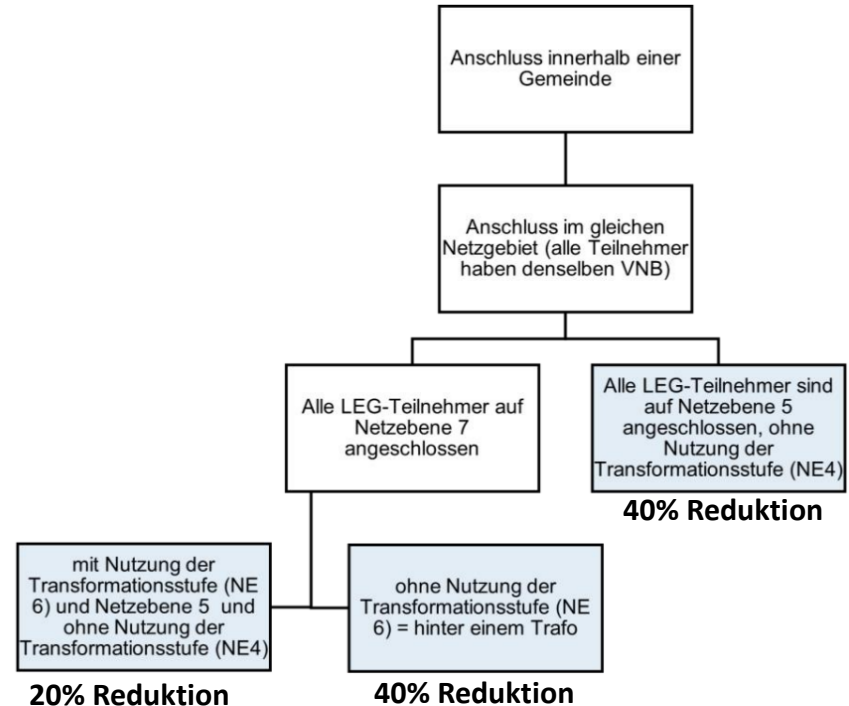 Anschluss innerhalb einer
Gemeinde
Anschluss im gleichen
Netzgebiet (alle Teilnehmer
haben denselben VNB)
Alle LEG-Teilnehmer auf
Netzebene 7
angeschlossen
Alle LEG-Teilnehmer sind
auf Netzebene 5
angeschlossen, ohne
Nutzung der
Transformationsstufe (NE4)
40% Reduktion
mit Nutzung der
Transformationsstufe (NE
6) und Netzebene 5 und
ohne Nutzung der
Transformationsstufe (NE4)
20% Reduktion
ohne Nutzung der
Transformationsstufe (NE
6) = hinter einem Trafo
40% Reduktion